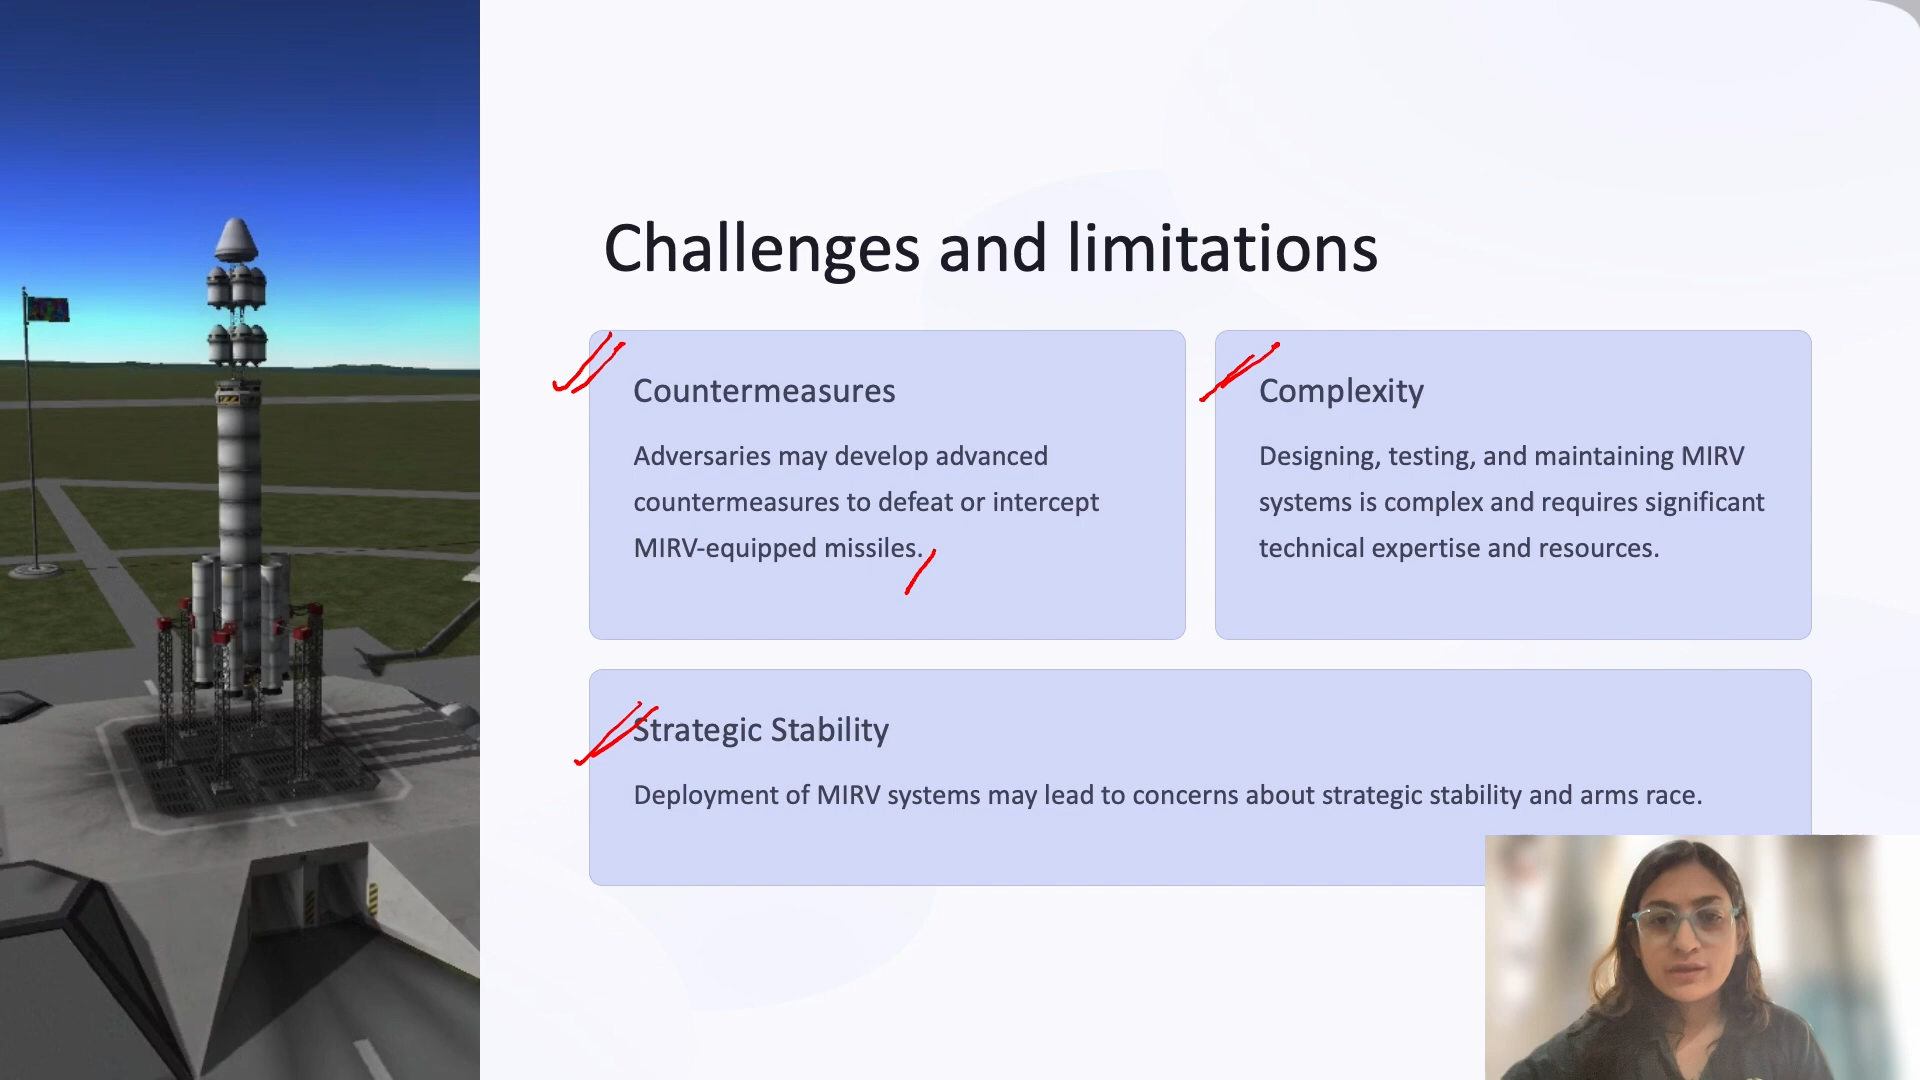 Challenges and limitations
Countermeasures
Adversaries may develop advanced
countermeasures to defeat or intercept
MIRV-equipped missiles.
Complexity
Designing, testing, and maintaining MIRV
systems is complex and requires significant
technical expertise and resources.
Strategic Stability
Deployment of MIRV systems may lead to concerns about strategic stability and arms race.